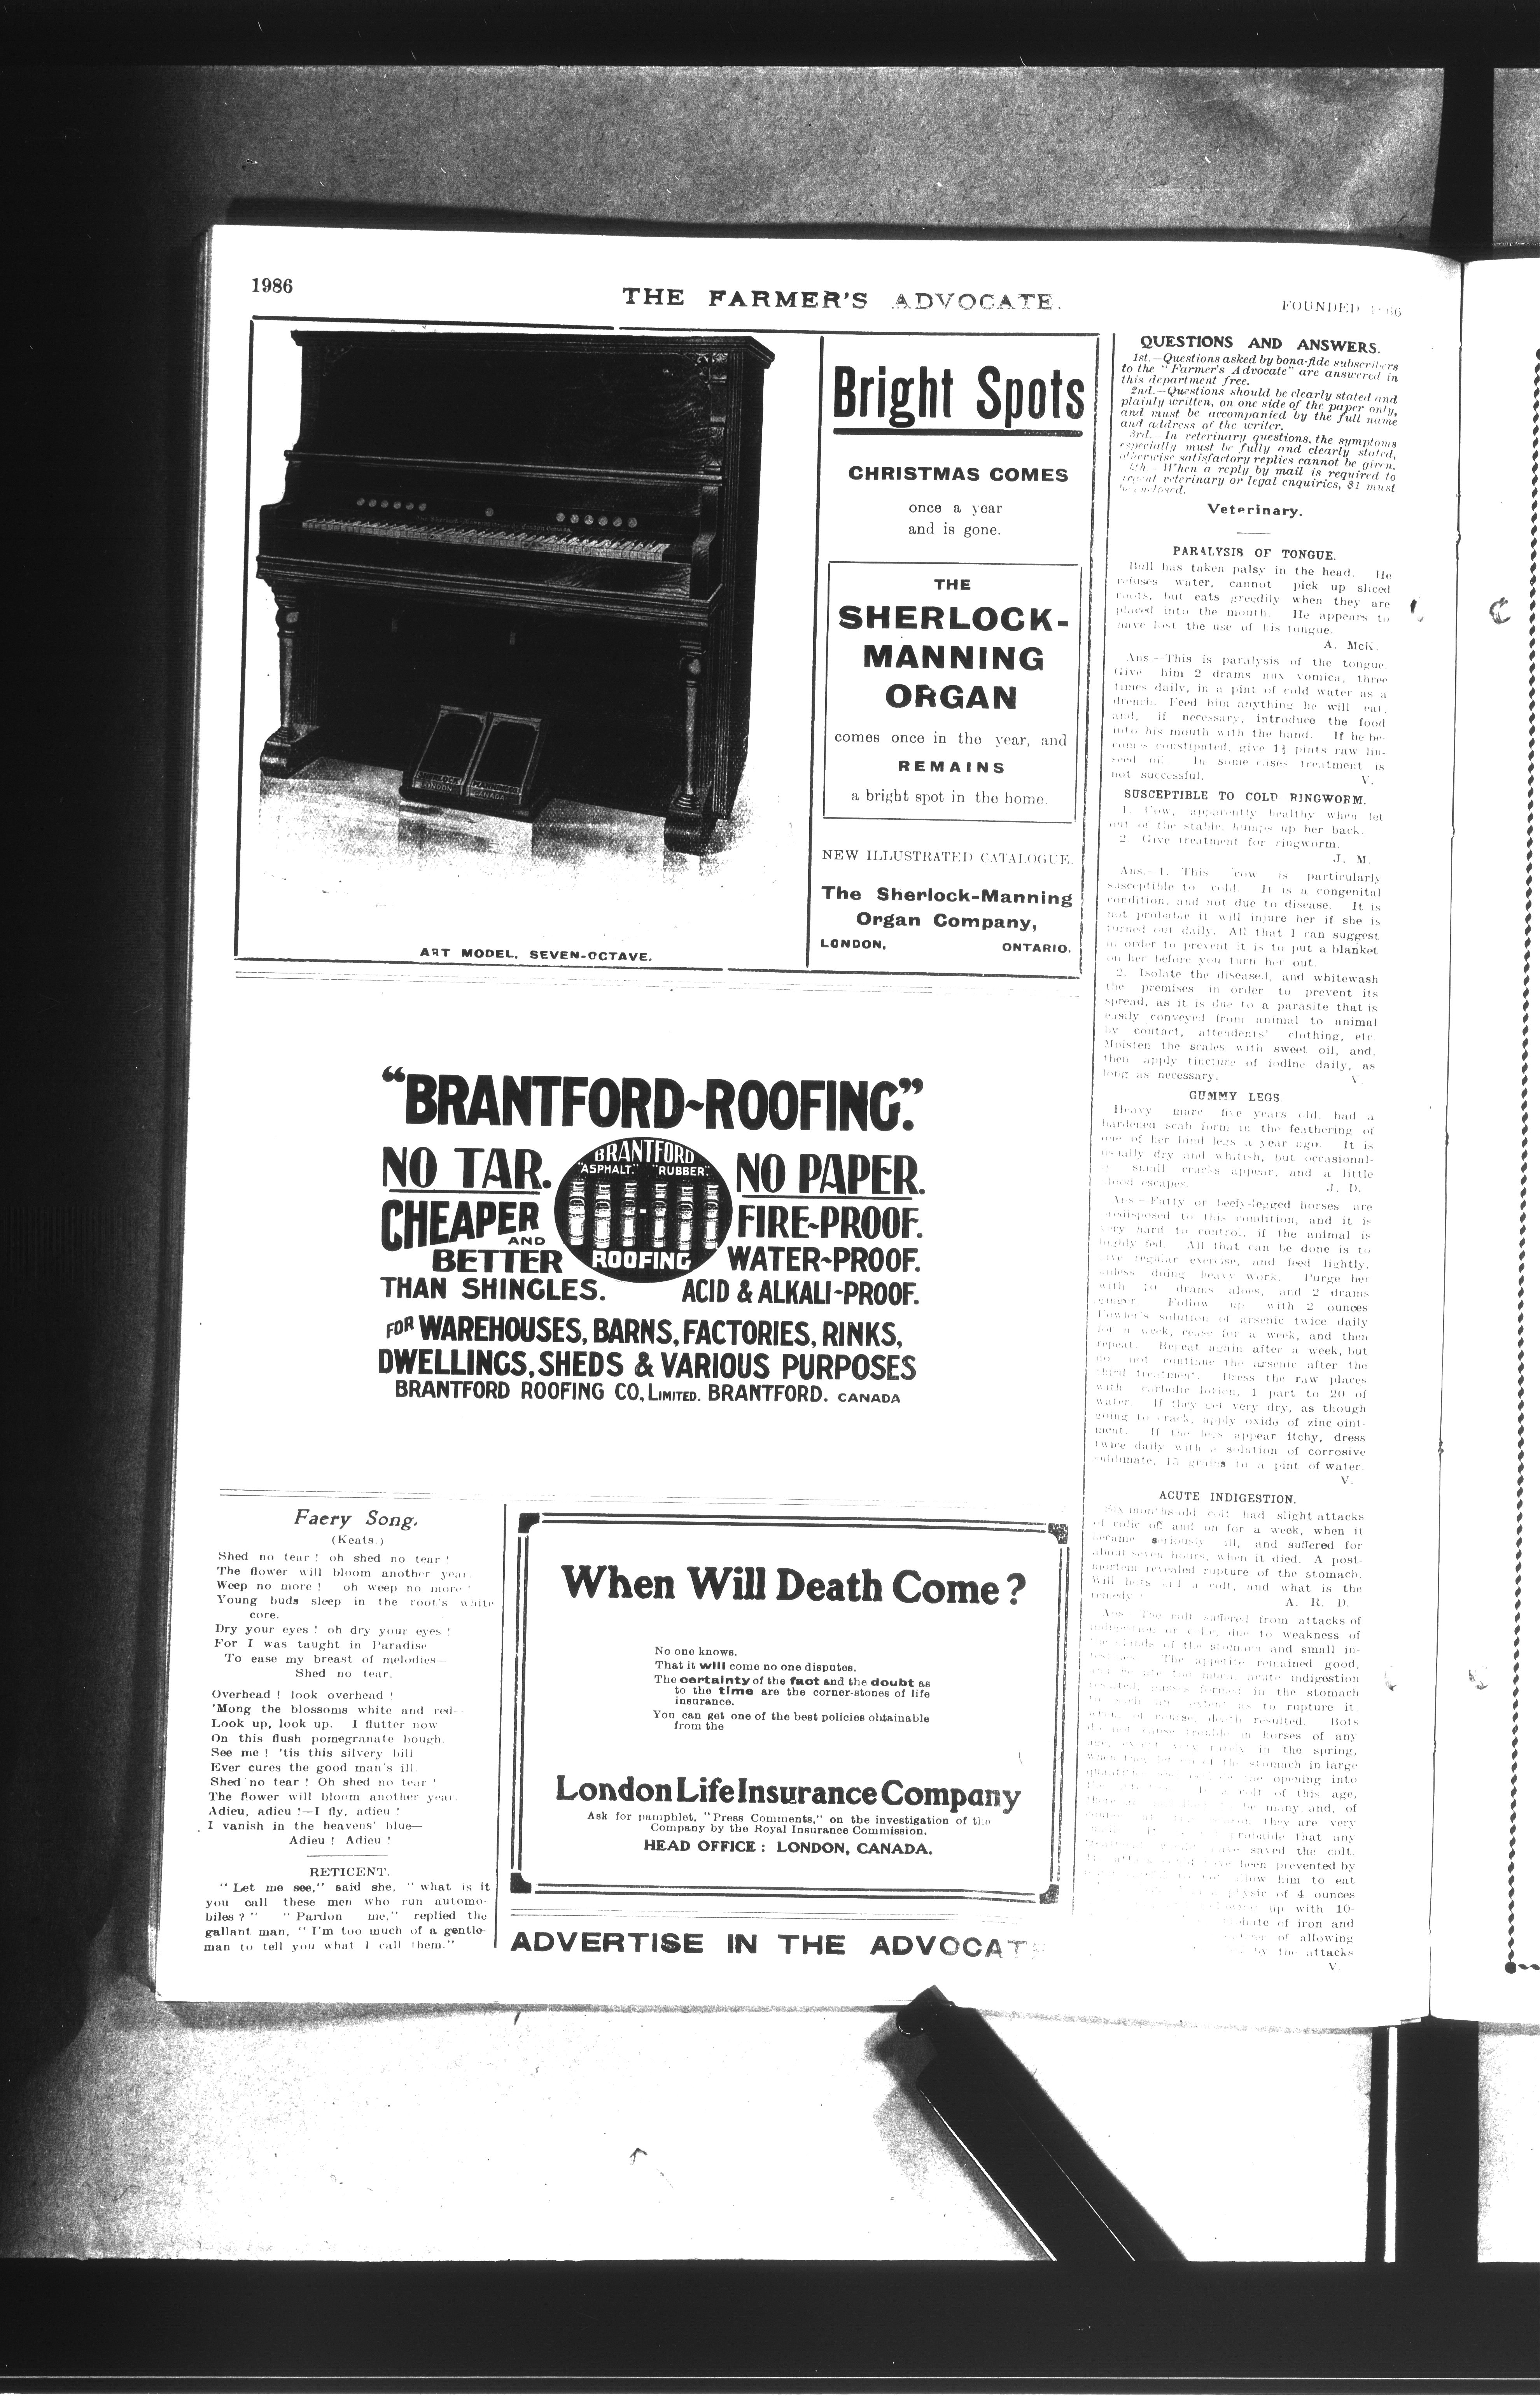 1986
THE FARMER'S ADVOCATE.
FOUNDED 66
ART MODEL, SEVEN-OCTAVE.
Bright Spots
CHRISTMAS COMES
once a year
and is gone.
THE
SHERLOCK-
MANNING
ORGAN
comes once in the year, and
REMAINS
a bright spot in the home.
NEW ILLUSTRATED CATALOGUE.
The Sherlock-Manning
Organ Company,
LONDON, ONTARIO.
"BRANTFORD-ROOFING."
NO TAR.
CHEAPER
AND
BETTER
THAN SHINGLES.
BRANTFORD
"ASPHALT" "RUBBER"
ROOFING
NO PAPER.
FIRE-PROOF.
WATER-PROOF.
ACID & ALKALI-PROOF.
FOR WAREHOUSES, BARNS, FACTORIES, RINKS,
DWELLINGS, SHEDS & VARIOUS PURPOSES
BRANTFORD ROOFING CO, LIMITED. BRANTFORD. CANADA
Faery Song.
(Keats.)
Shed no tear ! oh shed no tear !
The flower will bloom another year.
Weep no more ! oh weep no more !
Young buds sleep in the root's white
core.
Dry your eyes ! oh dry your eyes !
For I was taught in Paradise
To ease my breast of melodies—
Shed no tear.
Overhead ! look overhead !
'Mong the blossoms white and red—
Look up, look up. I flutter now
On this flush pomegranate bough.
See me ! 'tis this silvery bill
Ever cures the good man's ill.
Shed no tear ! Oh shed no tear !
The flower will bloom another year.
Adieu, adieu !—I fly, adieu !
I vanish in the heavens' blue—
Adieu ! Adieu !
RETICENT.
" Let me see," said she, " what is it
you call these men who run automo-
biles ? " " Pardon me," replied the
gallant man, " I'm too much of a gentle-
man to tell you what I call them."
When Will Death Come ?
No one knows.
That it will come no one disputes.
The certainty of the fact and the doubt as
to the time are the corner-stones of life
insurance.
You can get one of the best policies obtainable
from the
London Life Insurance Company
Ask for pamphlet, "Press Comments," on the investigation of the
Company by the Royal Insurance Commission.
HEAD OFFICE : LONDON, CANADA.
ADVERTISE IN THE ADVOCAT
QUESTIONS AND ANSWERS.
1st.—Questions asked by bona-fide subscribers
to the " Farmer's Advocate" are answered in
this department free.
2nd.—Questions should be clearly stated and
plainly written, on one side of the paper only,
and must be accompanied by the full name
and address of the writer.
3rd.—In veterinary questions, the symptoms
especially must be fully and clearly stated,
otherwise satisfactory replies cannot be given.
4th.—When a reply by mail is required to
urgent veterinary or legal enquiries, $1 must
be enclosed.
Veterinary.
PARALYSIS OF TONGUE.
Bull has taken palsy in the head. He
refuses water, cannot pick up sliced
roots, but eats greedily when they are
placed into the mouth. He appears to
have lost the use of his tongue.
A. McK.
Ans.—This is paralysis of the tongue.
Give him 2 drams nux vomica, three
times daily, in a pint of cold water as a
drench. Feed him anything he will eat,
and, if necessary, introduce the food
into his mouth with the hand. If he be-
comes constipated, give 1½ pints raw lin-
seed oil. In some cases treatment is
not successful. V.
SUSCEPTIBLE TO COLD RINGWORM.
1. Cow, apparently healthy when let
out of the stable, humps up her back.
2. Give treatment for ringworm.
J. M.
Ans.—1. This cow is particularly
susceptible to cold. It is a congenital
condition, and not due to disease. It is
not probable it will injure her if she is
turned out daily. All that I can suggest
in order to prevent it is to put a blanket
on her before you turn her out.
2. Isolate the diseased, and whitewash
the premises in order to prevent its
spread, as it is due to a parasite that is
easily conveyed from animal to animal
by contact, attendents' clothing, etc.
Moisten the scales with sweet oil, and,
then apply tincture of iodine daily, as
long as necessary. V.
GUMMY LEGS
Heavy mare, five years old, had a
hardened scab form in the feathering of
one of her hind legs a year ago. It is
usually dry and whitish, but occasional-
ly small cracks appear, and a little
blood escapes. J. D.
Ans.—Fatty or beefy-legged horses are
predisposed to this condition, and it is
very hard to control, if the animal is
highly fed. All that can be done is to
give regular exercise, and feed lightly,
unless doing heavy work. Purge her
with 10 drams aloes, and 2 drams
ginger. Follow up with 2 ounces
Fowler's solution of arsenic twice daily
for a week, cease for a week, and then
repeat. Repeat again after a week, but
do not continue the arsenic after the
third treatment. Dress the raw places
with carbolic lotion, 1 part to 20 of
water. If they get very dry, as though
going to crack, apply oxide of zinc oint-
ment. If the legs appear itchy, dress
twice daily with a solution of corrosive
sublimate, 15 grains to a pint of water.
V.
ACUTE INDIGESTION.
Six months old colt had slight attacks
of colic off and on for a week, when it
became seriously ill, and suffered for
about seven hours, when it died. A post-
mortem revealed rupture of the stomach.
Will bots kill a colt, and what is the
remedy ? A. R. D.
Ans. The colt suffered from attacks of
indigestion or colic, due to weakness of
the glands of the stomach and small in-
testines. The appetite remained good,
and he ate too much, acute indigestion
resulted, gasses formed in the stomach
to such an extent as to rupture it,
when, of course, death resulted. Bots
do not cause trouble in horses of any
age, except very rarely in the spring,
when they let go of the stomach in large
quantities and the opening into
colt of this age,
there many, and, of
they are very
probable that any
have saved the colt.
been prevented by
allow him to eat
physic of 4 ounces
up with 10-
sulphate of iron and
of allowing
by the attacks
V.